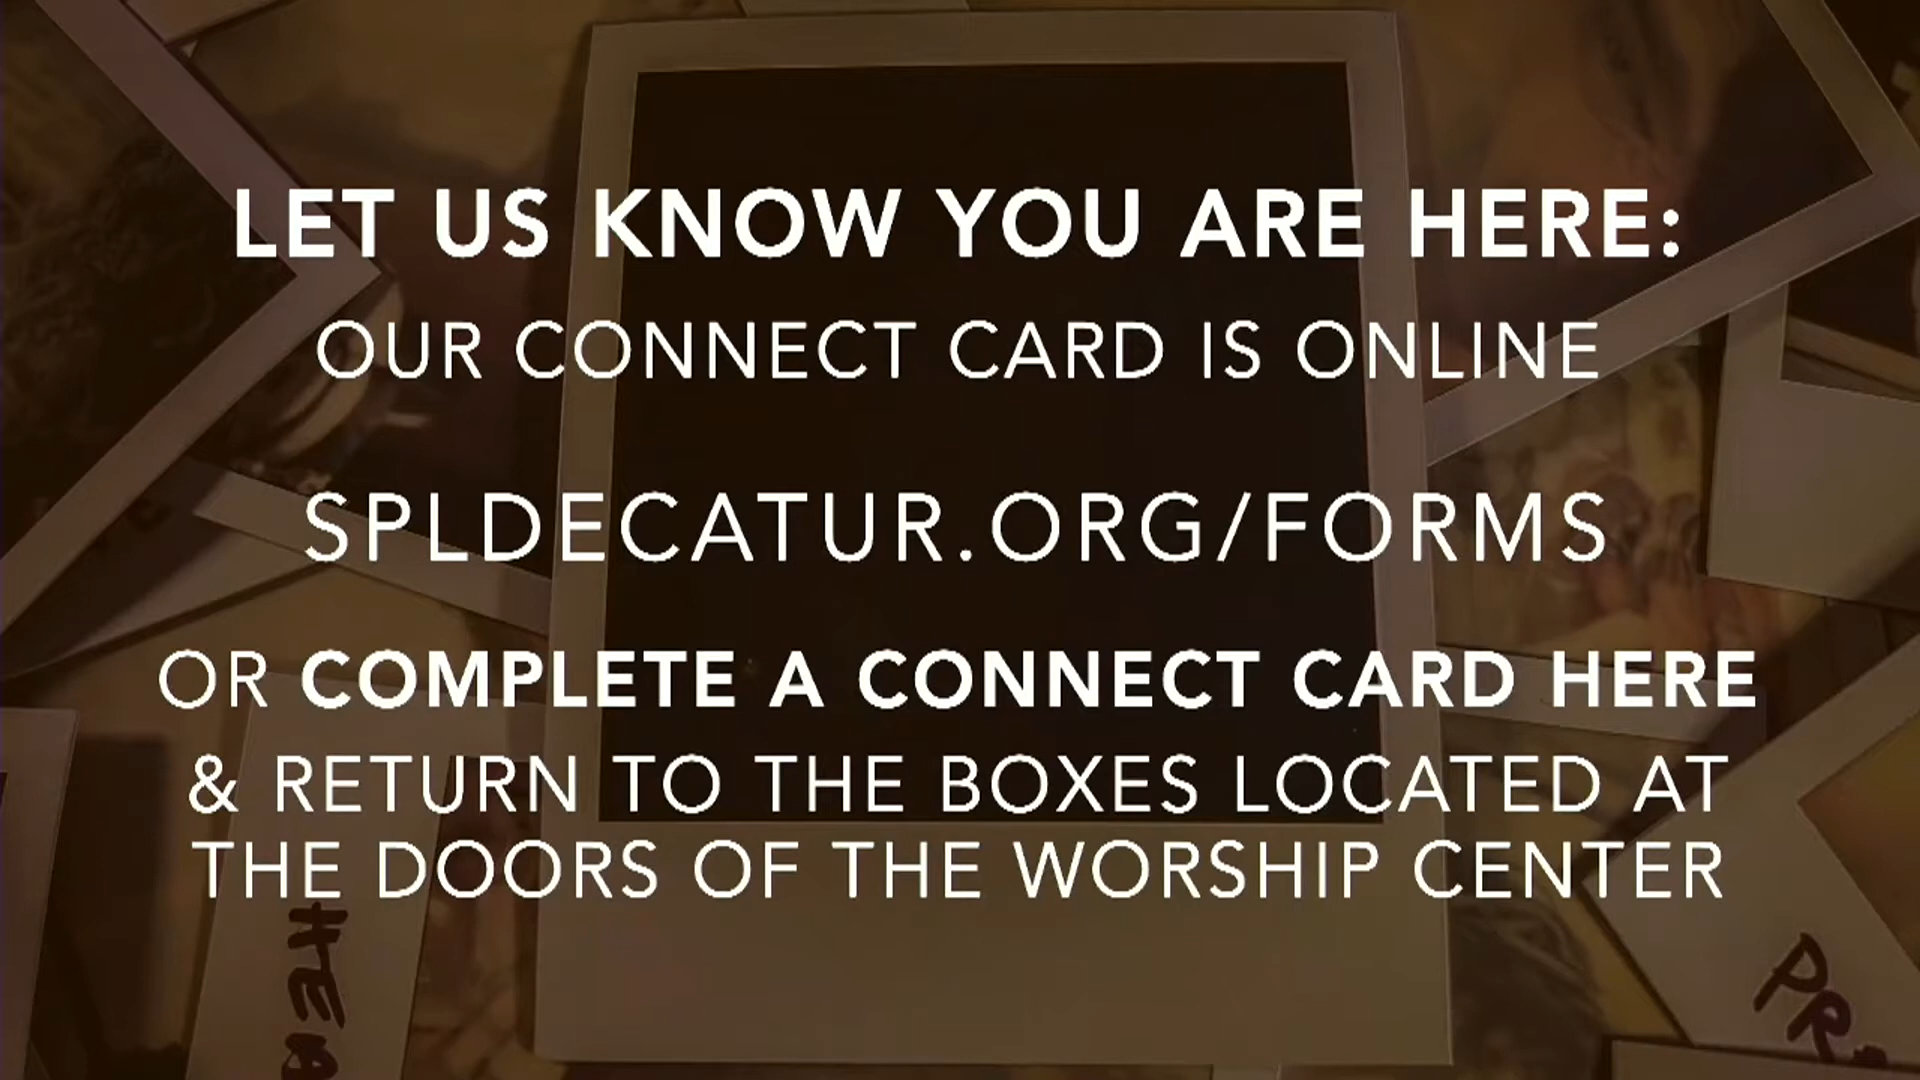 LET US KNOW YOU ARE HERE:
OUR CONNECT CARD IS ONLINE
SPLDECATUR.ORG/FORMS
OR COMPLETE A CONNECT CARD HERE
& RETURN TO THE BOXES LOCATED AT
THE DOORS OF THE WORSHIP CENTER